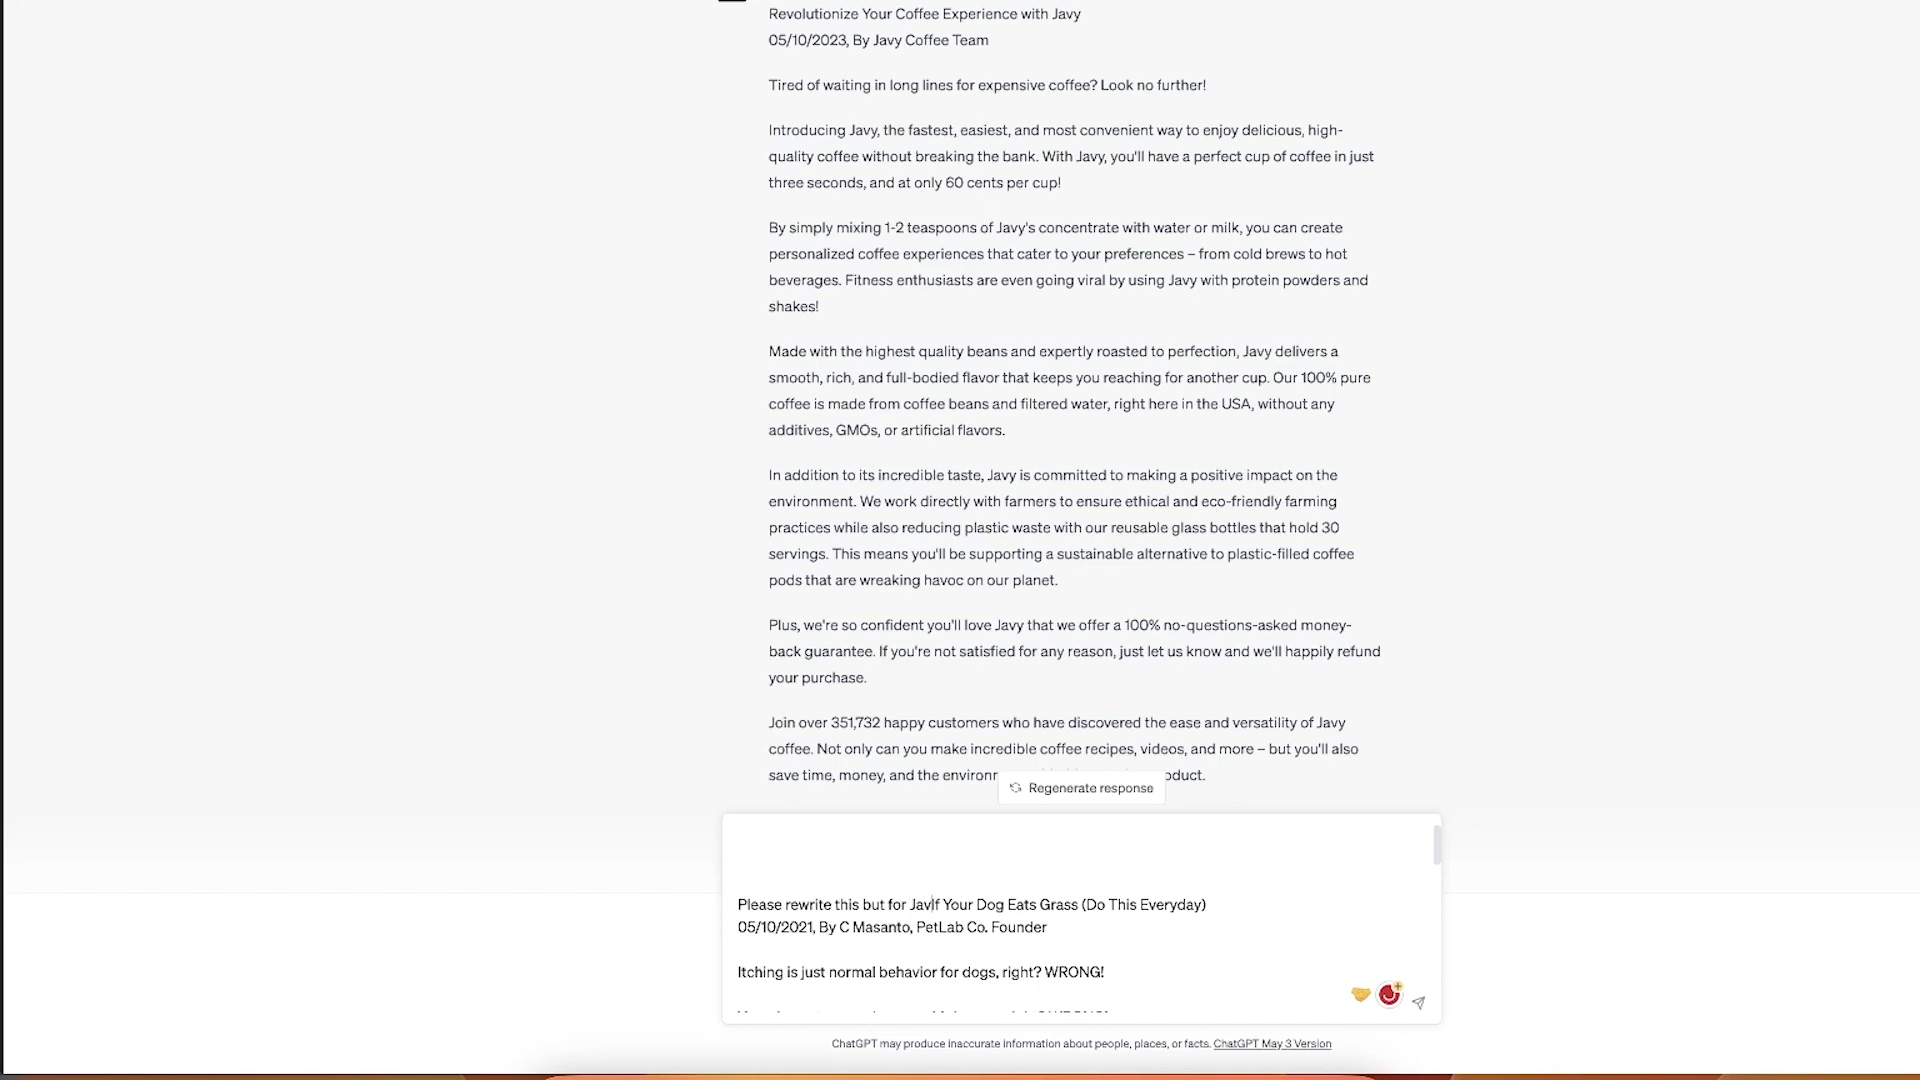 Revolutionize Your Coffee Experience with Javy
05/10/2023, By Javy Coffee Team
Tired of waiting in long lines for expensive coffee? Look no further!
Introducing Javy, the fastest, easiest, and most convenient way to enjoy delicious, high-
quality coffee without breaking the bank. With Javy, you'll have a perfect cup of coffee in just
three seconds, and at only 60 cents per cup!
By simply mixing 1-2 teaspoons of Javy's concentrate with water or milk, you can create
personalized coffee experiences that cater to your preferences – from cold brews to hot
beverages. Fitness enthusiasts are even going viral by using Javy with protein powders and
shakes!
Made with the highest quality beans and expertly roasted to perfection, Javy delivers a
smooth, rich, and full-bodied flavor that keeps you reaching for another cup. Our 100% pure
coffee is made from coffee beans and filtered water, right here in the USA, without any
additives, GMOs, or artificial flavors.
In addition to its incredible taste, Javy is committed to making a positive impact on the
environment. We work directly with farmers to ensure ethical and eco-friendly farming
practices while also reducing plastic waste with our reusable glass bottles that hold 30
servings. This means you'll be supporting a sustainable alternative to plastic-filled coffee
pods that are wreaking havoc on our planet.
Plus, we're so confident you'll love Javy that we offer a 100% no-questions-asked money-
back guarantee. If you're not satisfied for any reason, just let us know and we'll happily refund
your purchase.
Join over 351,732 happy customers who have discovered the ease and versatility of Javy
coffee. Not only can you make incredible coffee recipes, videos, and more – but you'll also
save time, money, and the
Regenerate response
Please rewrite this but for JavIf Your Dog Eats Grass (Do This Everyday)
05/10/2021, By C Masanto, PetLab Co. Founder
Itching is just normal behavior for dogs, right? WRONG!
ChatGPT may produce inaccurate information about people, places, or facts. ChatGPT May 3 Version